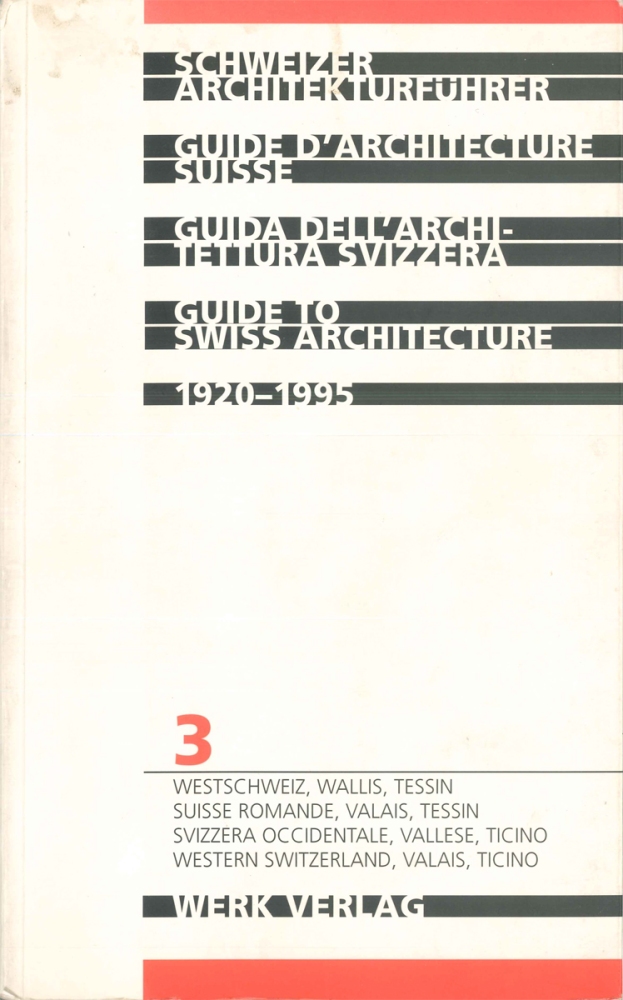 SCHWEIZER
ARCHITEKTURFÜHRER
GUIDE D'ARCHITECTURE
SUISSE
GUIDA DELL'ARCHI-
TETTURA SVIZZERA
GUIDE TO
SWISS ARCHITECTURE
1920–1995
3
WESTSCHWEIZ, WALLIS, TESSIN
SUISSE ROMANDE, VALAIS, TESSIN
SVIZZERA OCCIDENTALE, VALLESE, TICINO
WESTERN SWITZERLAND, VALAIS, TICINO
WERK VERLAG